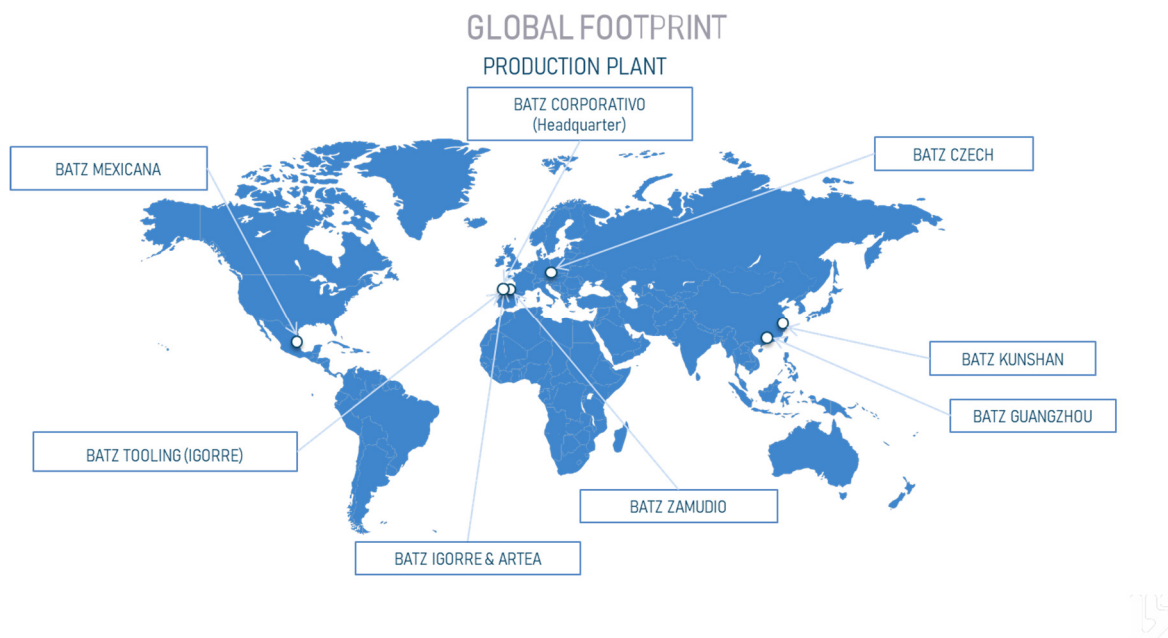 GLOBAL FOOTPRINT
PRODUCTION PLANT
BATZ CORPORATIVO
(Headquarter)
BATZ CZECH
BATZ MEXICANA
BATZ KUNSHAN
BATZ GUANGZHOU
BATZ TOOLING (IGORRE)
BATZ ZAMUDIO
BATZ IGORRE & ARTEA